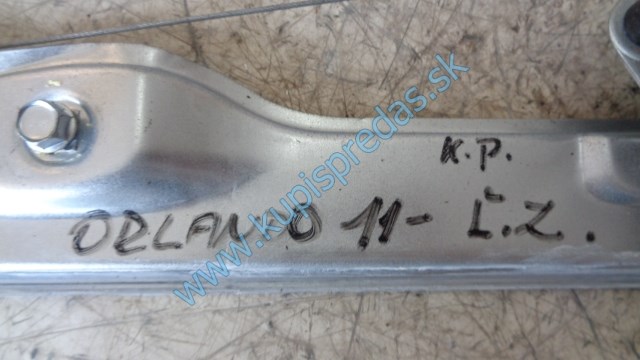 K.P.
ORLANDO 11- Ľ.Z.
www.kupispredas.sk